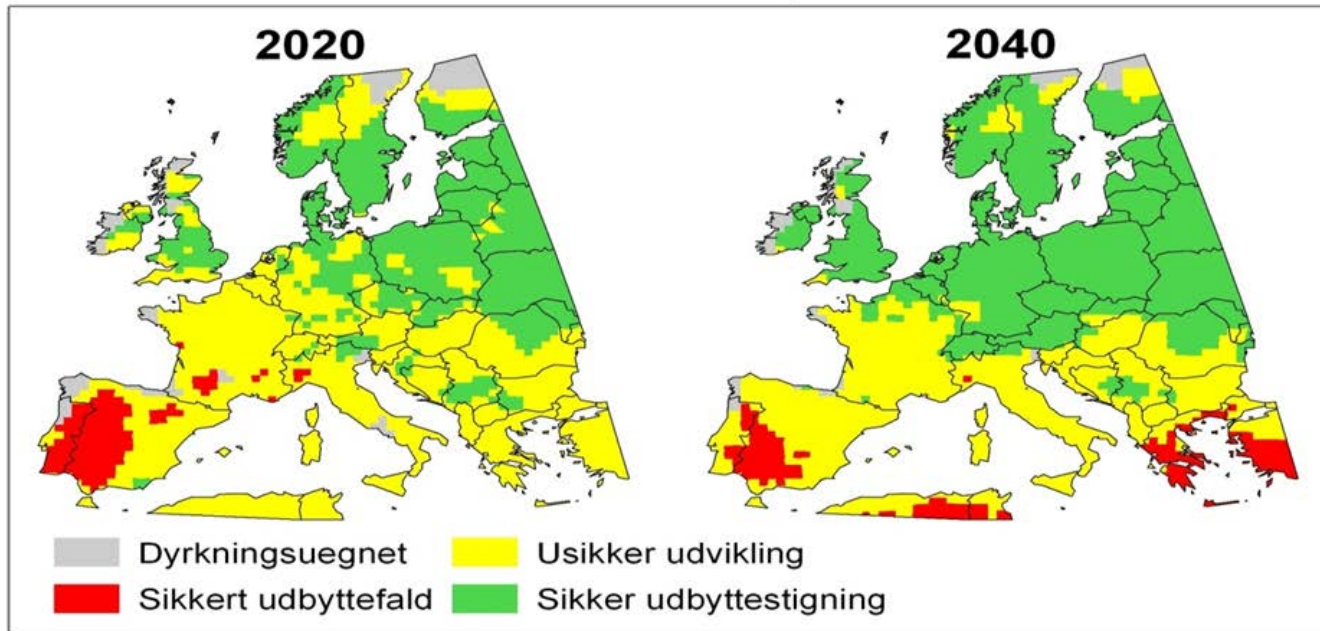 2020
2040
Dyrkningsuegnet
Usikker udvikling
Sikkert udbyttefald
Sikker udbyttestigning